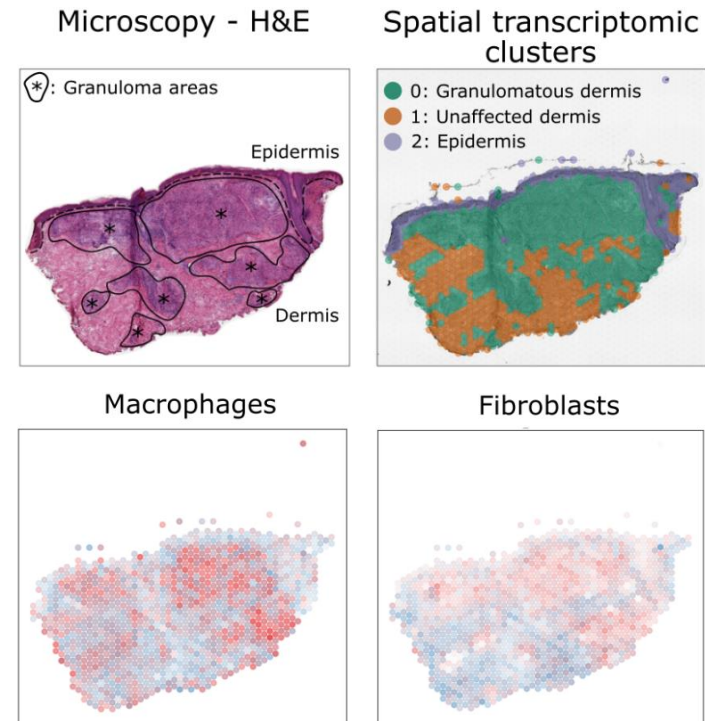 Microscopy - H&E
Spatial transcriptomic
clusters
*: Granuloma areas
Epidermis
*
*
*
*
*
*
*
Dermis
0: Granulomatous dermis
1: Unaffected dermis
2: Epidermis
Macrophages
Fibroblasts